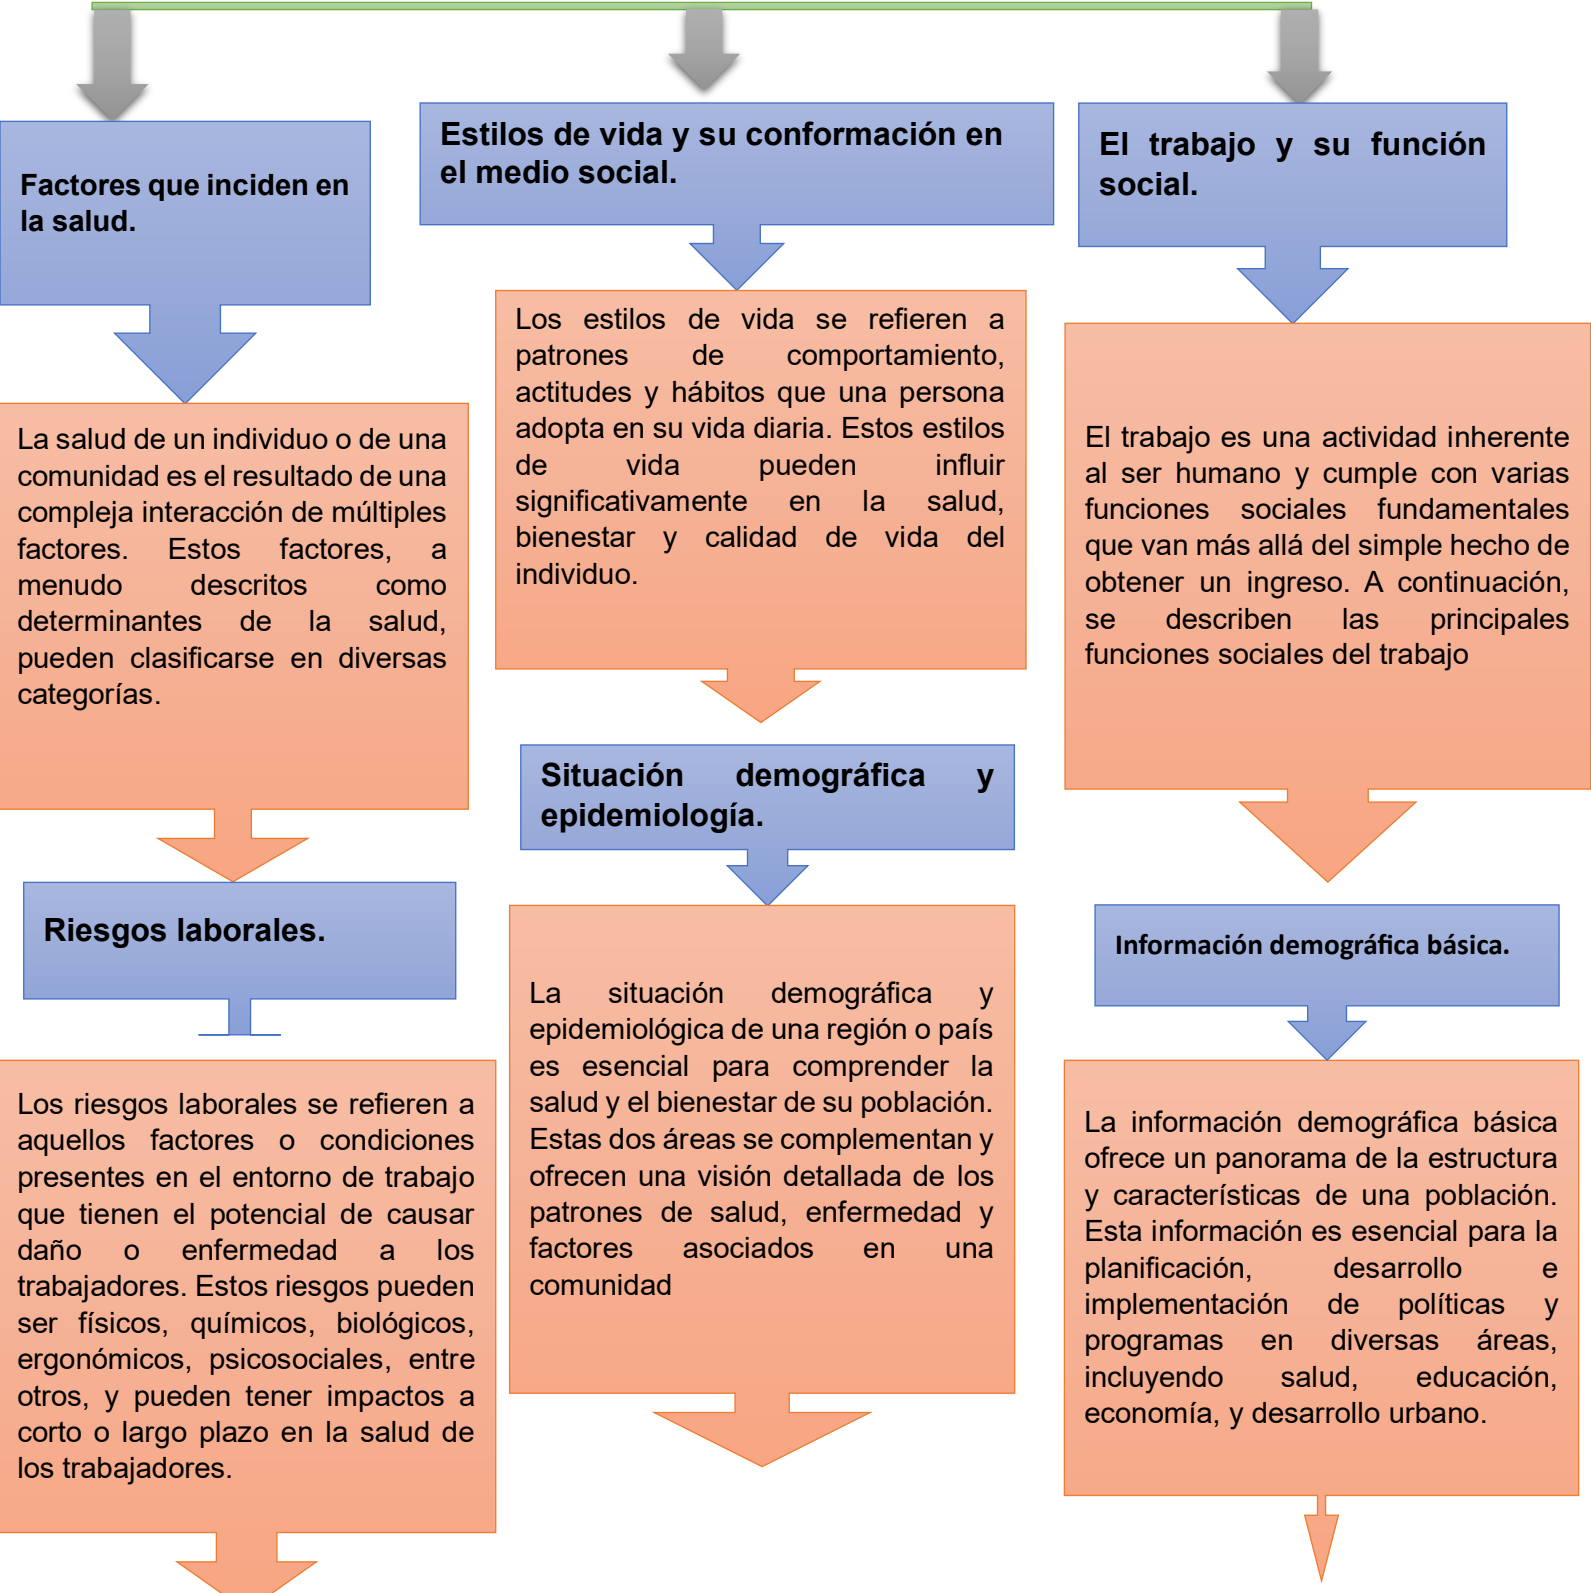 Factores que inciden en
la salud.
La salud de un individuo o de una
comunidad es el resultado de una
compleja interacción de múltiples
factores. Estos factores, a
menudo descritos como
determinantes de la salud,
pueden clasificarse en diversas
categorías.
Riesgos laborales.
Los riesgos laborales se refieren a
aquellos factores o condiciones
presentes en el entorno de trabajo
que tienen el potencial de causar
daño o enfermedad a los
trabajadores. Estos riesgos pueden
ser físicos, químicos, biológicos,
ergonómicos, psicosociales, entre
otros, y pueden tener impactos a
corto o largo plazo en la salud de
los trabajadores.
Estilos de vida y su conformación en
el medio social.
Los estilos de vida se refieren a
patrones de comportamiento,
actitudes y hábitos que una persona
adopta en su vida diaria. Estos estilos
de vida pueden influir
significativamente en la salud,
bienestar y calidad de vida del
individuo.
Situación demográfica y
epidemiología.
La situación demográfica y
epidemiológica de una región o país
es esencial para comprender la
salud y el bienestar de su población.
Estas dos áreas se complementan y
ofrecen una visión detallada de los
patrones de salud, enfermedad y
factores asociados en una
comunidad
El trabajo y su función
social.
El trabajo es una actividad inherente
al ser humano y cumple con varias
funciones sociales fundamentales
que van más allá del simple hecho de
obtener un ingreso. A continuación,
se describen las principales
funciones sociales del trabajo
Información demográfica básica.
La información demográfica básica
ofrece un panorama de la estructura
y características de una población.
Esta información es esencial para la
planificación, desarrollo e
implementación de políticas y
programas en diversas áreas,
incluyendo salud, educación,
economía, y desarrollo urbano.